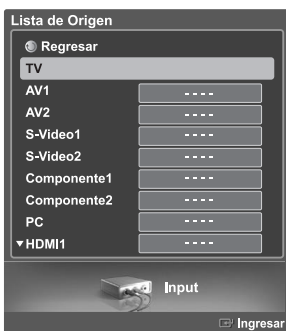 Lista de Origen
Regresar
TV
AV1 ----
AV2 ----
S-Video1 ----
S-Video2 ----
Componente1 ----
Componente2 ----
PC ----
▼HDMI1 ----
Input
Ingresar